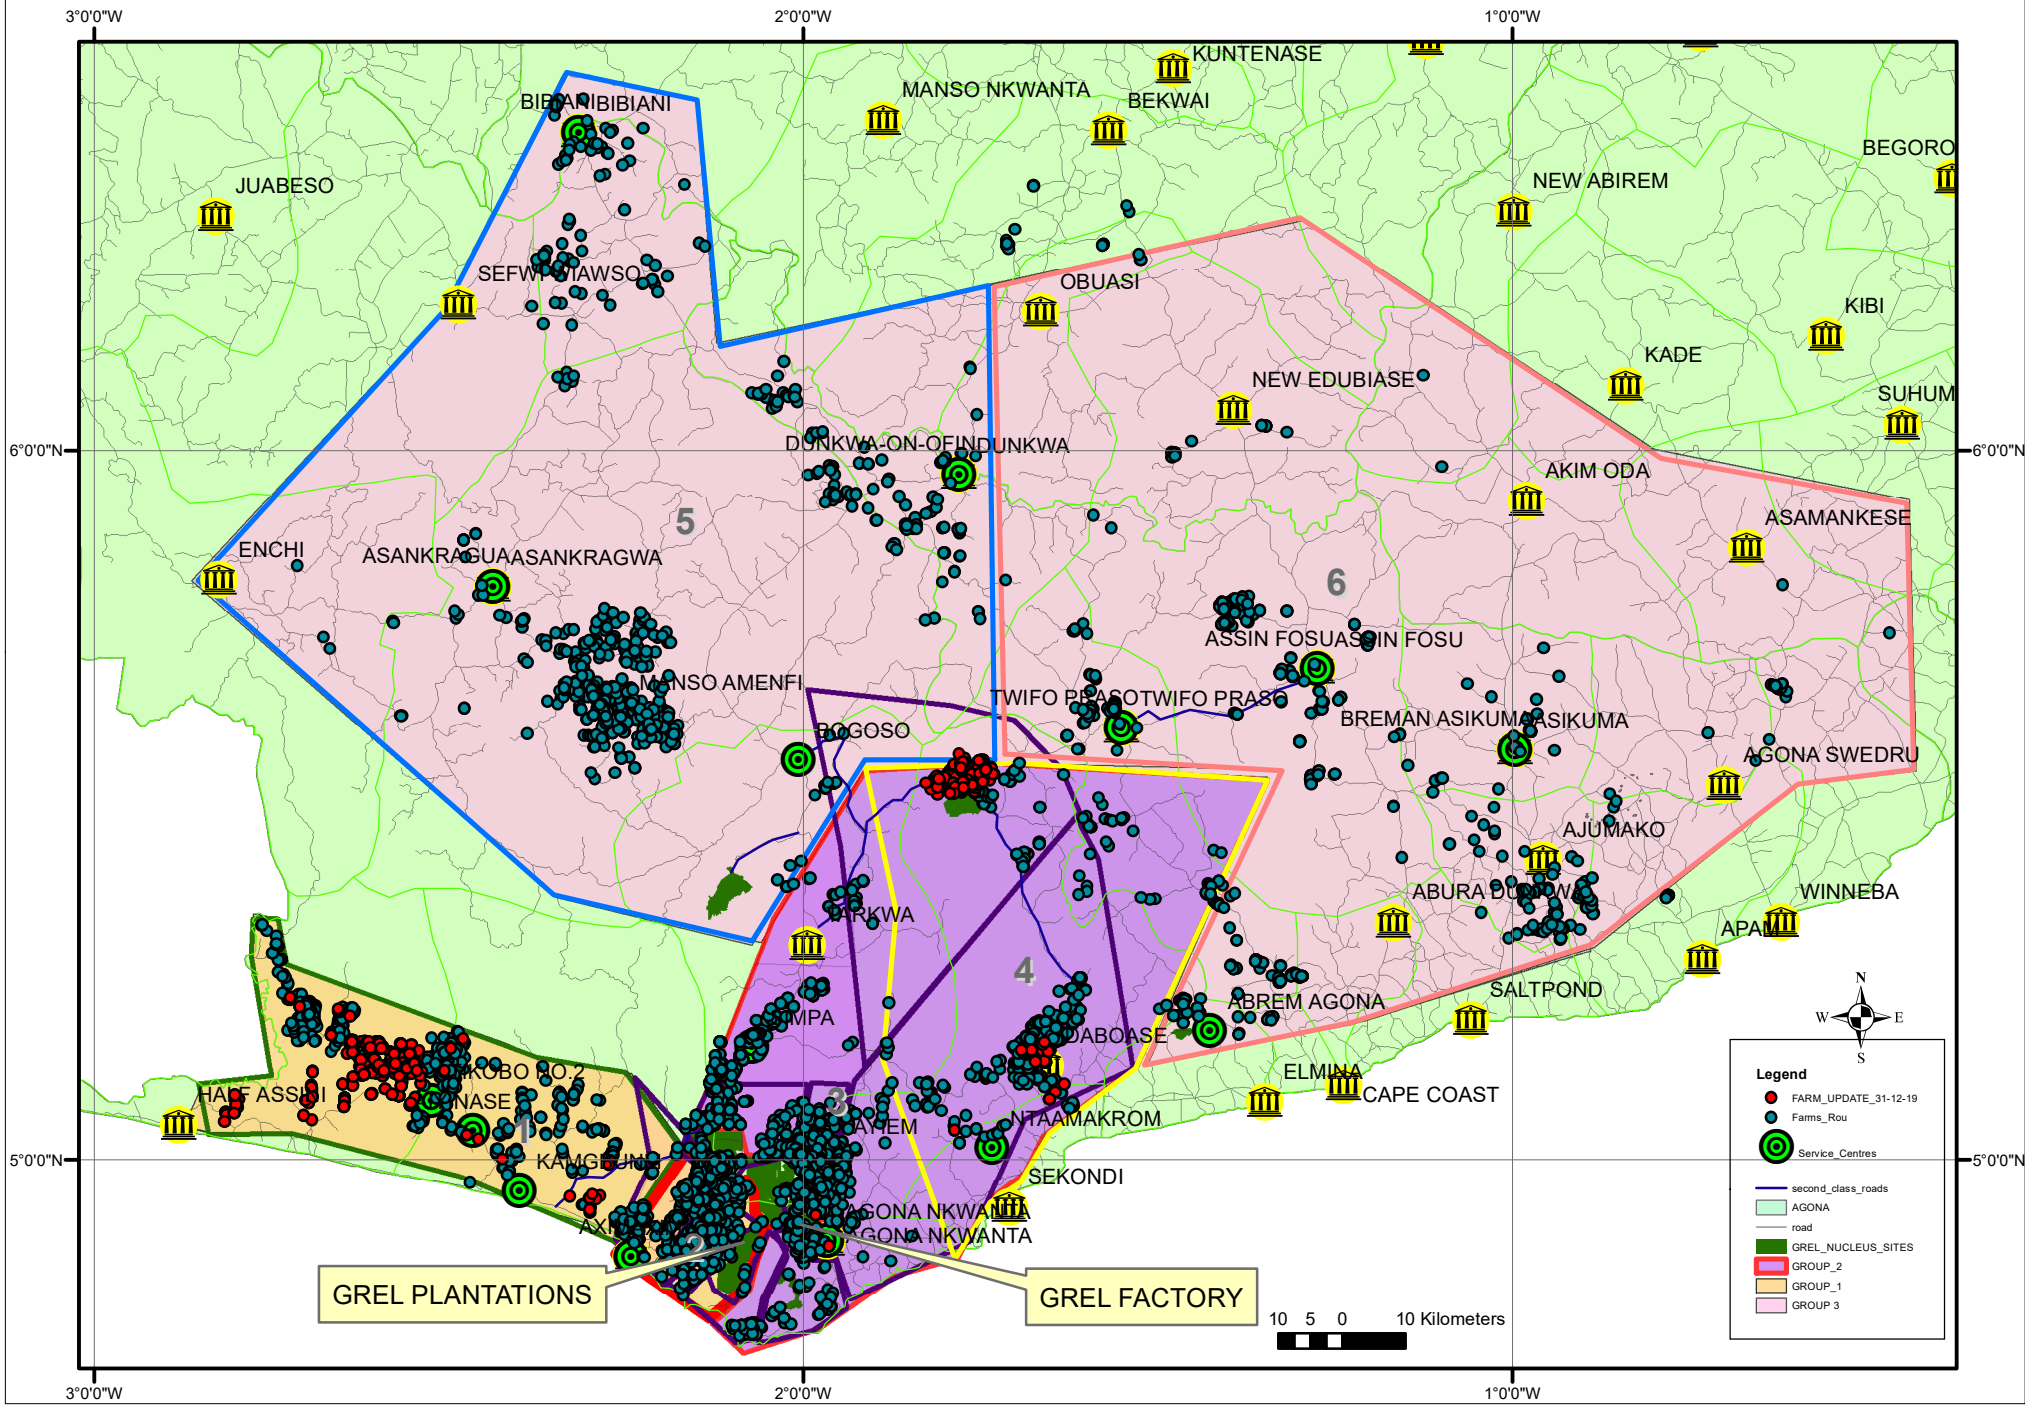 3°0'0"W
2°0'0"W
1°0'0"W
KUNTENASE
MANSO NKWANTA
BEKWAI
BIBIANI
BIBIANI
BEGORO
JUABESO
NEW ABIREM
SEFWI WIAWSO
OBUASI
KIBI
KADE
NEW EDUBIASE
SUHUM
6°0'0"N
DUNKWA-ON-OFIN
DUNKWA
6°0'0"N
AKIM ODA
5
ASAMANKESE
ENCHI
ASANKRAGUA
ASANKRAGWA
6
ASSIN FOSU
ASSIN FOSU
MANSO AMENFI
TWIFO PRASO
TWIFO PRASO
BREMAN ASIKUMA
ASIKUMA
BOGOSO
AGONA SWEDRU
AJUMAKO
TARKWA
ABURA
WINNEBA
APAM
4
SALTPOND
ABREM AGONA
DABOASE
ELMINA
CAPE COAST
NKOBO NO.2
HALF ASSINI
3
NTAAMAKROM
1
5°0'0"N
5°0'0"N
SEKONDI
AGONA NKWANTA
AGONA NKWANTA
2
GREL PLANTATIONS
GREL FACTORY
10 5 0 10 Kilometers
N
W E
S
Legend
FARM_UPDATE_31-12-19
Farms_Rou
Service_Centres
second_class_roads
AGONA
road
GREL_NUCLEUS_SITES
GROUP_2
GROUP_1
GROUP 3
3°0'0"W
2°0'0"W
1°0'0"W